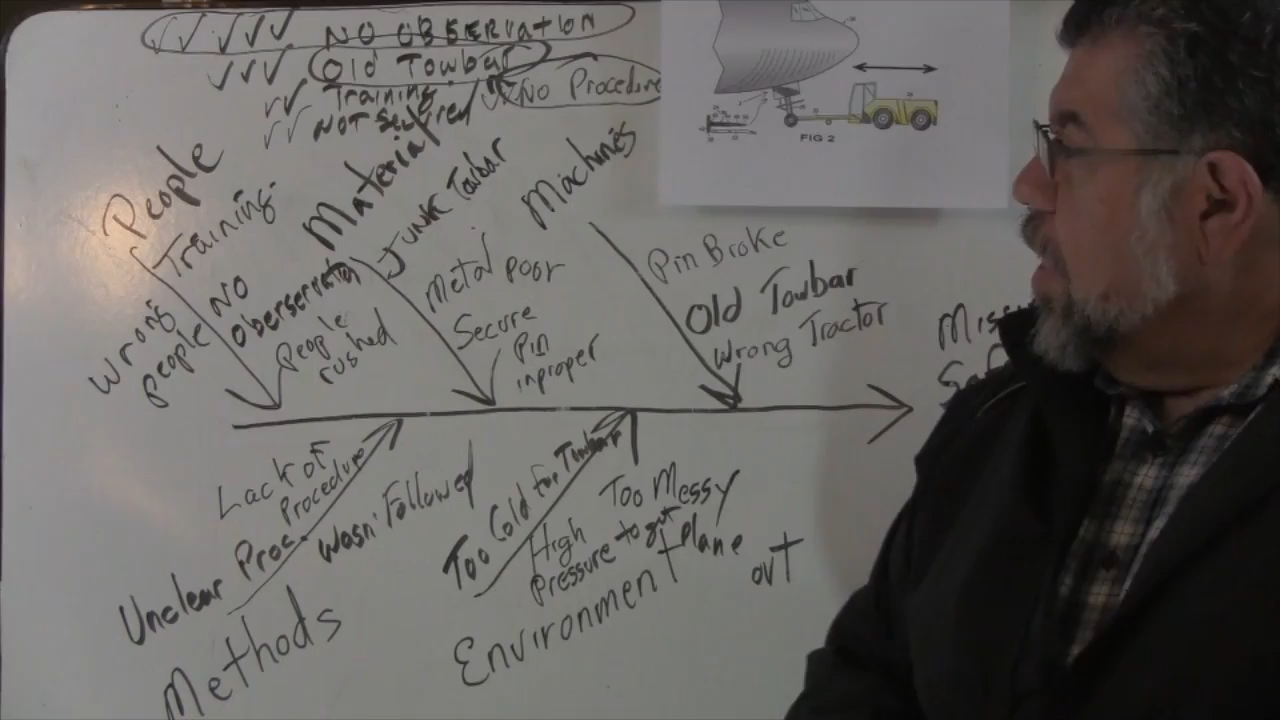 NO OBSERVATION
Old Towbar
Training
No Procedure
NOT Secured
FIG 2
People
Training
Wrong
people
NO
Oberservation
People
rushed
Material
JUNK Towbar
Metal Poor
Secure
Pin
inproper
Machines
Pin Broke
Old Towbar
Wrong Tractor
Lack of
Procedure
Unclear Proc.
Wasn' Followed
Methods
Too Cold for Towbar
Too Messy
High
Pressure to get Plane
out
Environment